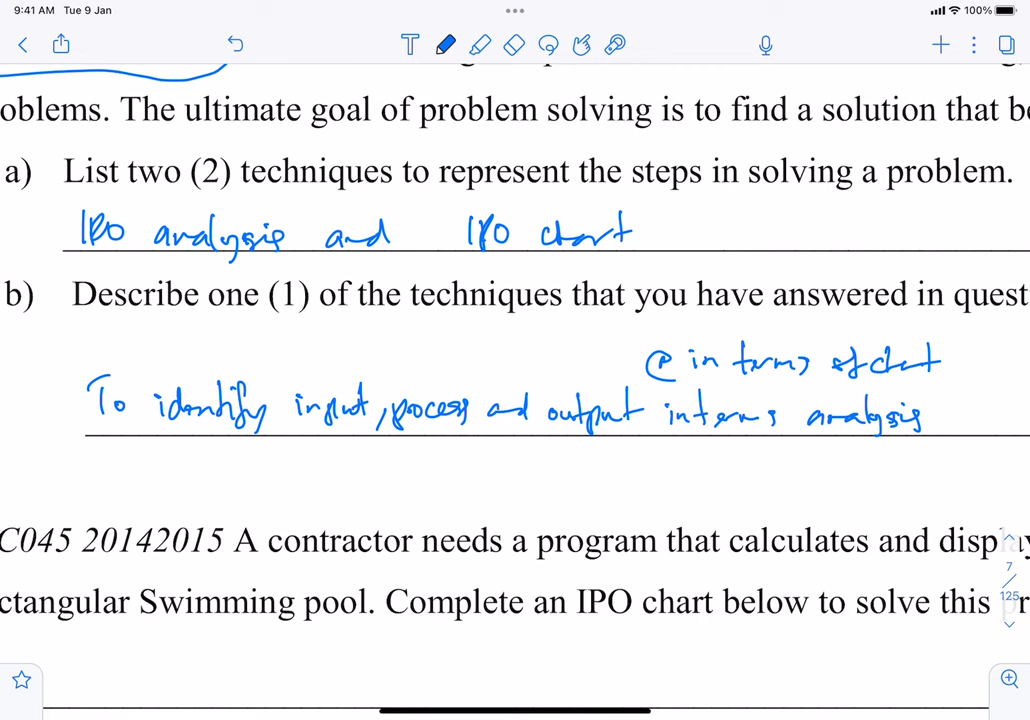 9:41 AM Tue 9 Jan
100%
oblems. The ultimate goal of problem solving is to find a solution that be
a) List two (2) techniques to represent the steps in solving a problem.
IPO analysis and IPO chart
b) Describe one (1) of the techniques that you have answered in quest
@ in terms of chart
To identify input, process and output in terms analysis
C045 20142015 A contractor needs a program that calculates and display
7
ctangular Swimming pool. Complete an IPO chart below to solve this pr
125